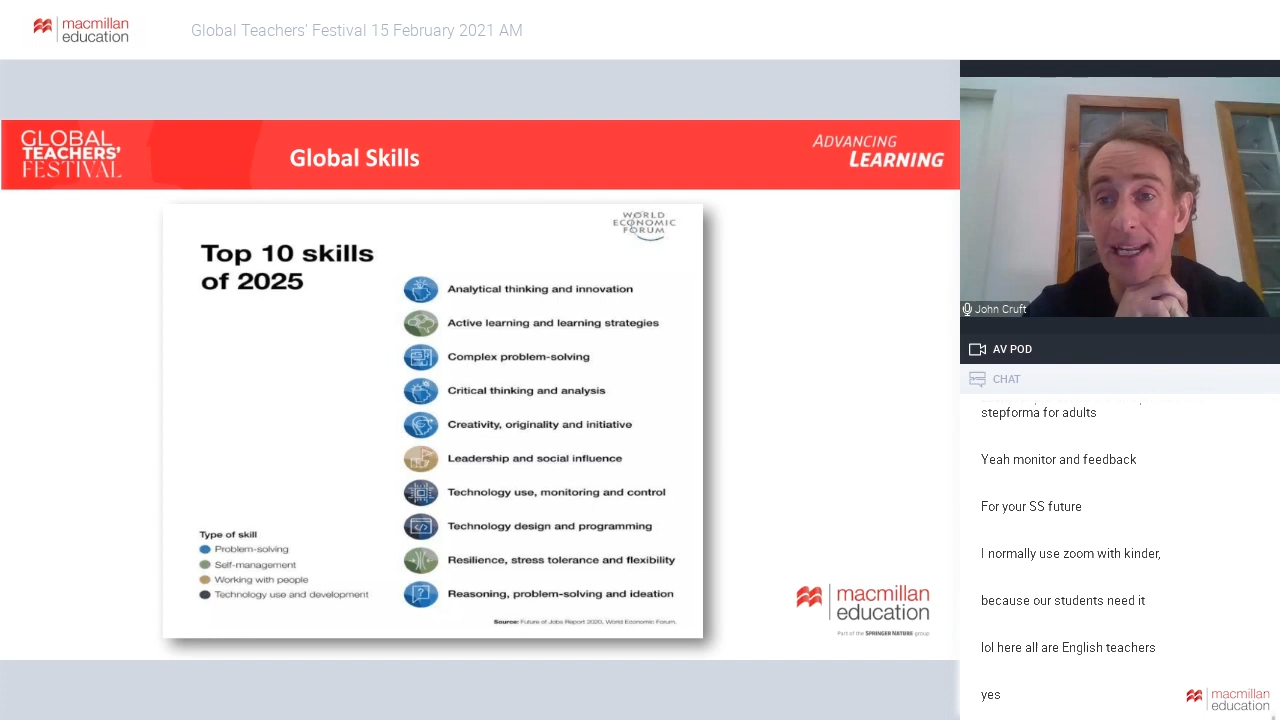 macmillan
education
Global Teachers' Festival 15 February 2021 AM
GLOBAL
TEACHERS'
FESTIVAL
Global Skills
ADVANCING
LEARNING
WORLD
ECONOMIC
FORUM
Top 10 skills
of 2025
Analytical thinking and innovation
Active learning and learning strategies
Complex problem-solving
Critical thinking and analysis
Creativity, originality and initiative
Leadership and social influence
Technology use, monitoring and control
Technology design and programming
Resilience, stress tolerance and flexibility
Reasoning, problem-solving and ideation
Type of skill
Problem-solving
Self-management
Working with people
Technology use and development
Source: Future of Jobs Report 2020, World Economic Forum.
macmillan
education
Part of the SPRINGER NATURE group
John Cruft
AV POD
CHAT
stepforma for adults
Yeah monitor and feedback
For your SS future
I normally use zoom with kinder,
because our students need it
lol here all are English teachers
yes
macmillan
education